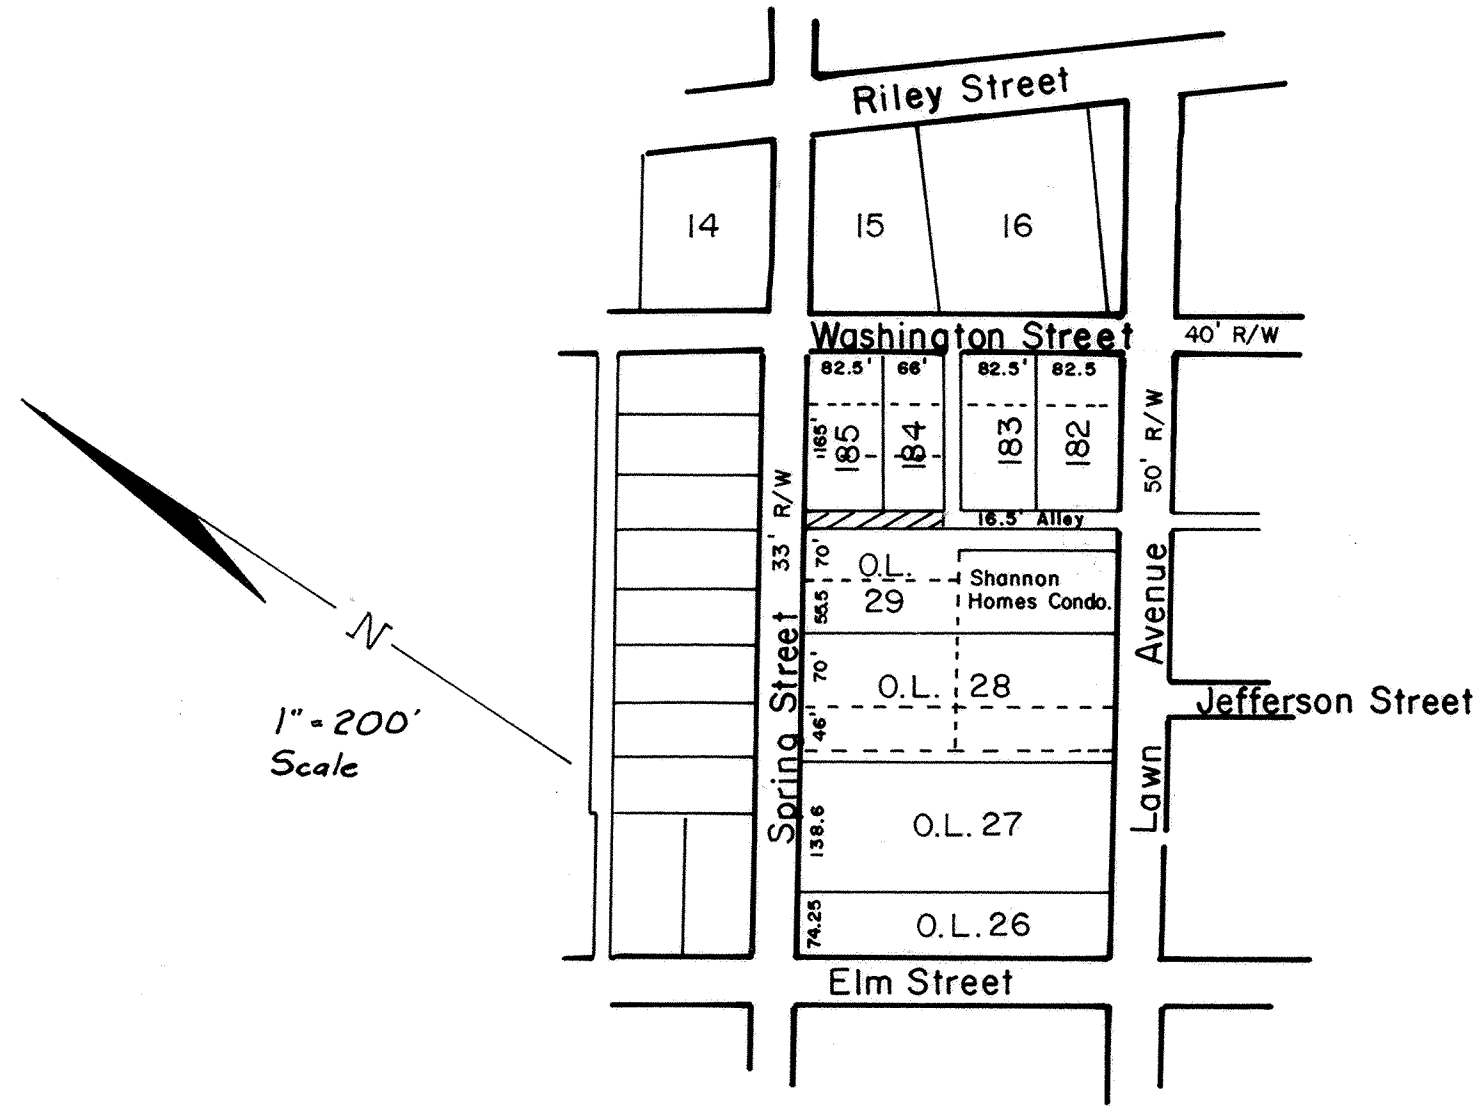 Riley Street
14
15
16
Washington Street
40' R/W
82.5'
66'
82.5'
82.5
165'
185
184
183
182
50' R/W
33' R/W
16.5' Alley
70'
O.L.
29
55.5
Shannon
Homes Condo.
Spring Street
Lawn Avenue
70'
O.L. 28
46'
Jefferson Street
N
1" = 200'
Scale
138.6
O.L. 27
74.25
O.L. 26
Elm Street